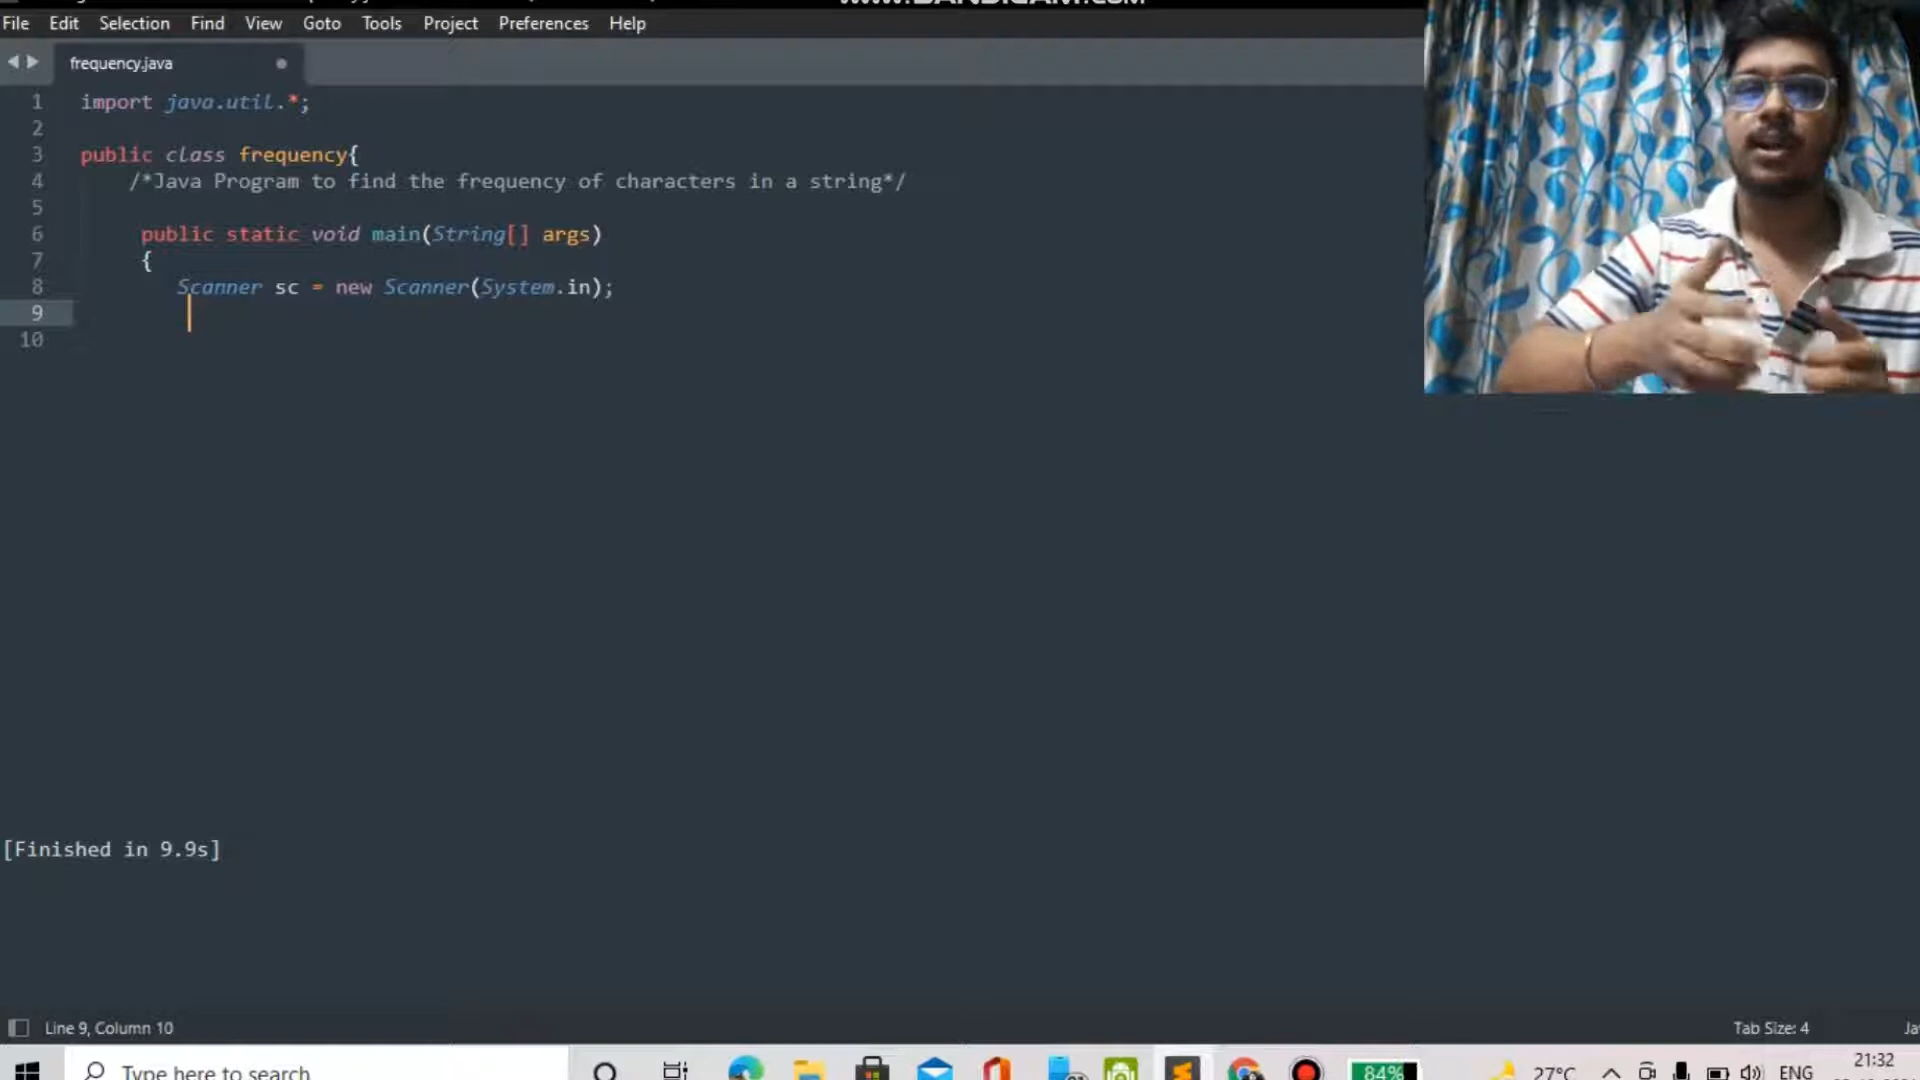 www.BANDICAM.com
File Edit Selection Find View Goto Tools Project Preferences Help
frequency.java
1 import java.util.*;
2
3 public class frequency{
4 /*Java Program to find the frequency of characters in a string*/
5
6 public static void main(String[] args)
7 {
8 Scanner sc = new Scanner(System.in);
9
10
[Finished in 9.9s]
Line 9, Column 10
Tab Size: 4
Type here to search
84%
27°C
ENG
21:32